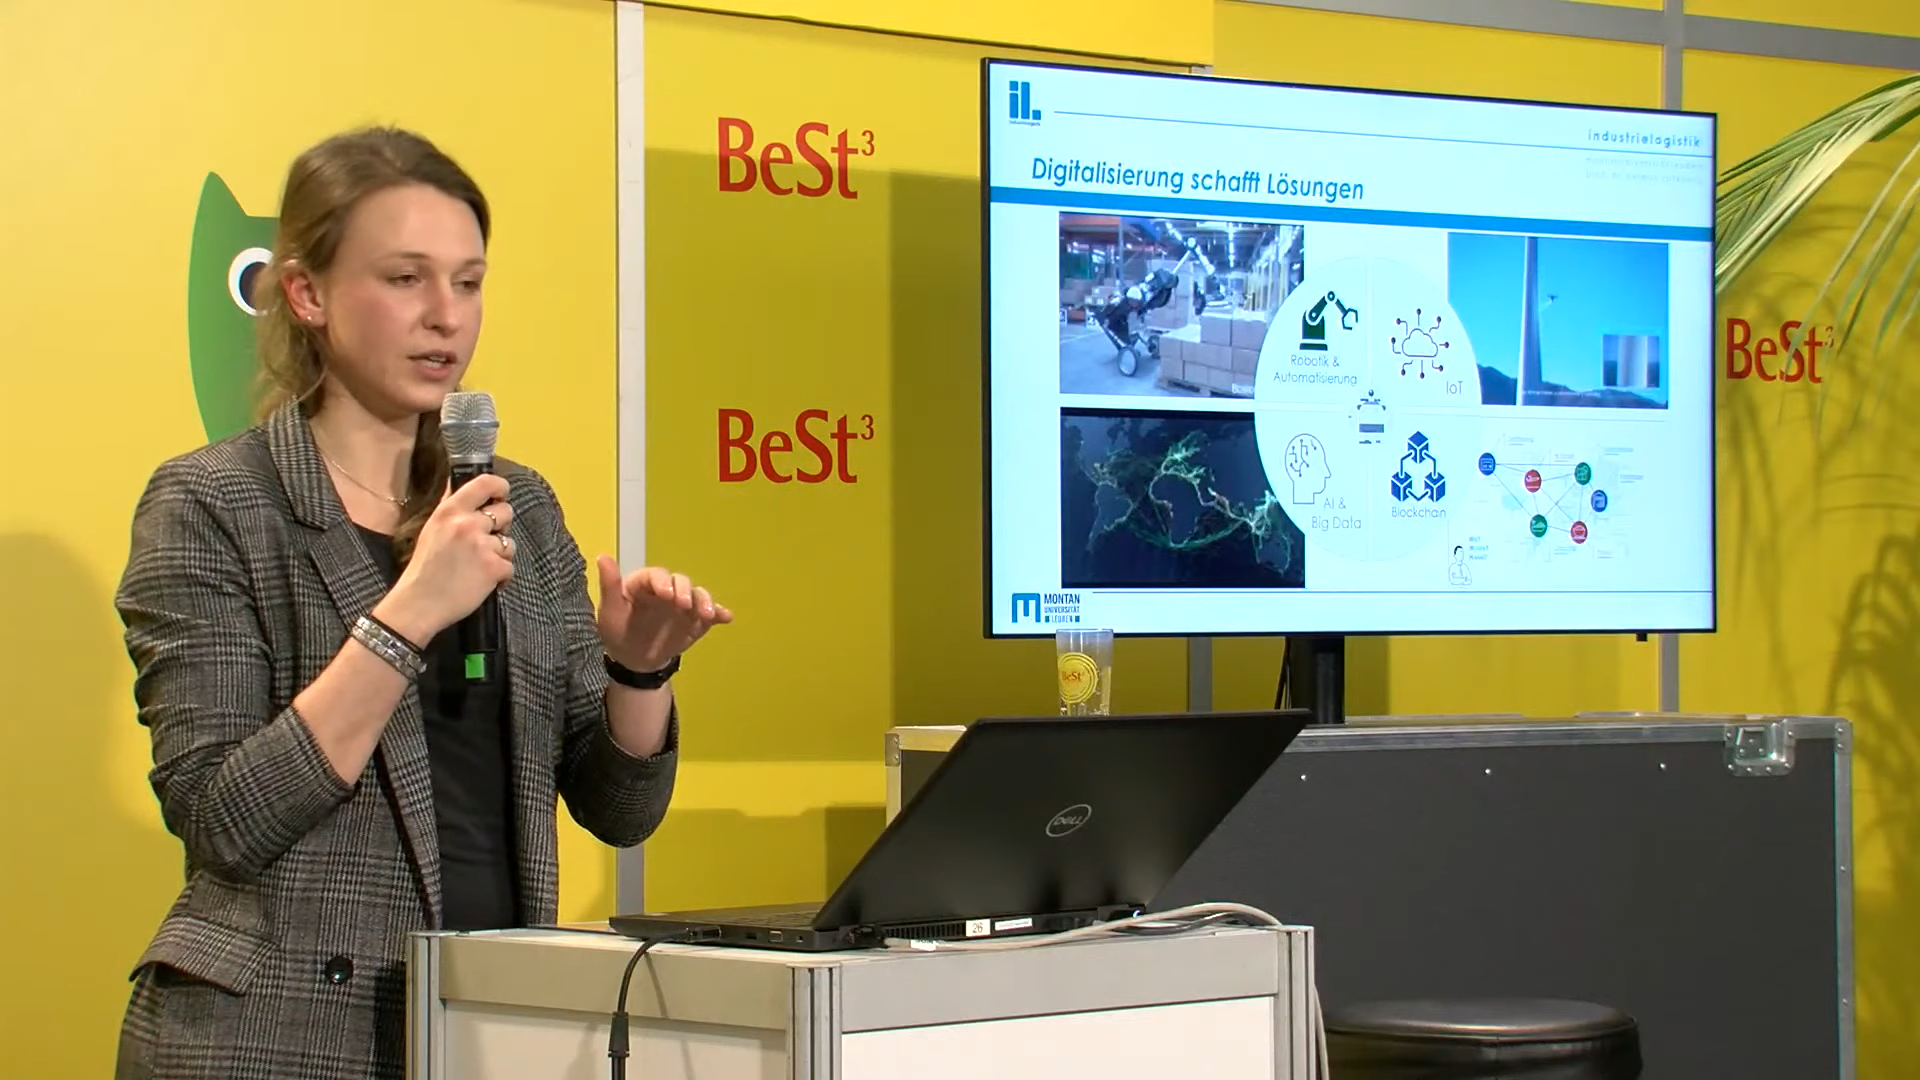 BeSt³
BeSt³
BeSt³
il.
industrielogistik
Digitalisierung schafft Lösungen
Robotik &
Automatisierung
IoT
AI &
Big Data
Blockchain
MONTAN
UNIVERSITÄT
LEOBEN
BeSt³
DELL
26